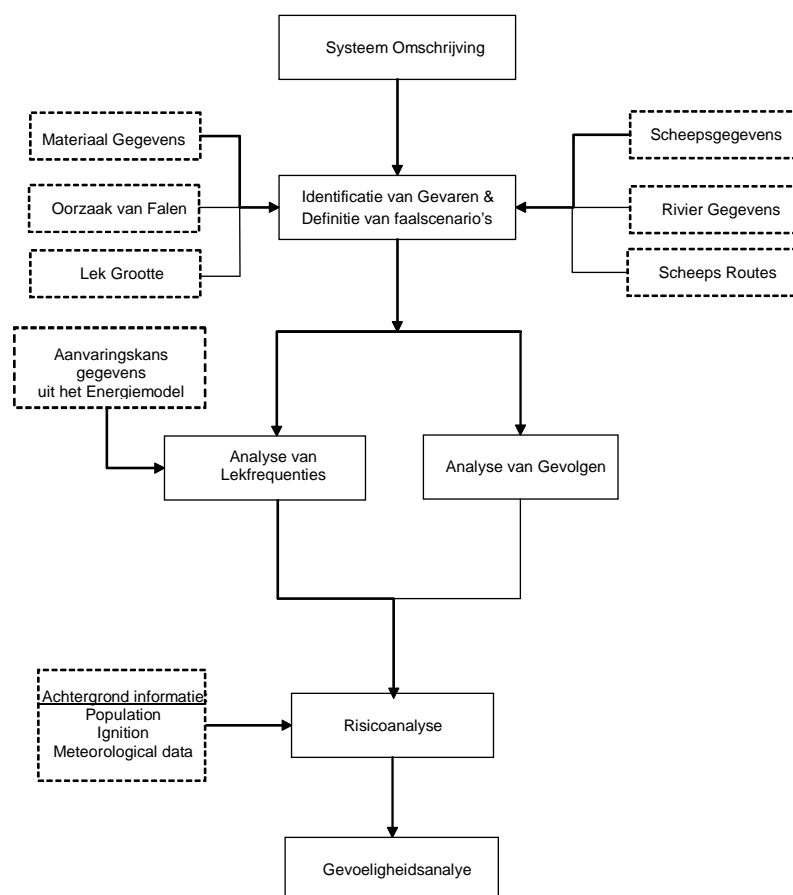 Systeem Omschrijving
Materiaal Gegevens
Scheepsgegevens
Oorzaak van Falen
Identificatie van Gevaren &
Definitie van faalscenario's
Rivier Gegevens
Lek Grootte
Scheeps Routes
Aanvaringskans
gegevens
uit het Energiemodel
Analyse van
Lekfrequenties
Analyse van Gevolgen
Achtergrond informatie
Population
Ignition
Meteorological data
Risicoanalyse
Gevoeligheidsanalye